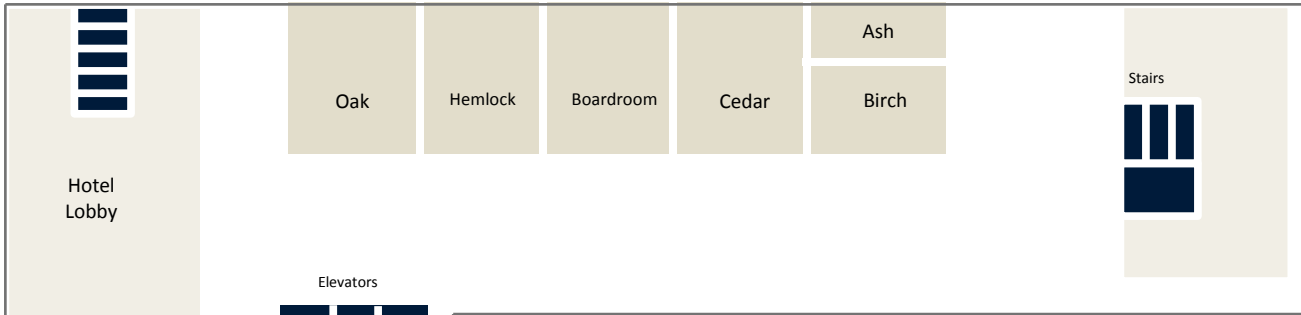 Ash
Stairs
Oak
Hemlock
Boardroom
Cedar
Birch
Hotel
Lobby
Elevators